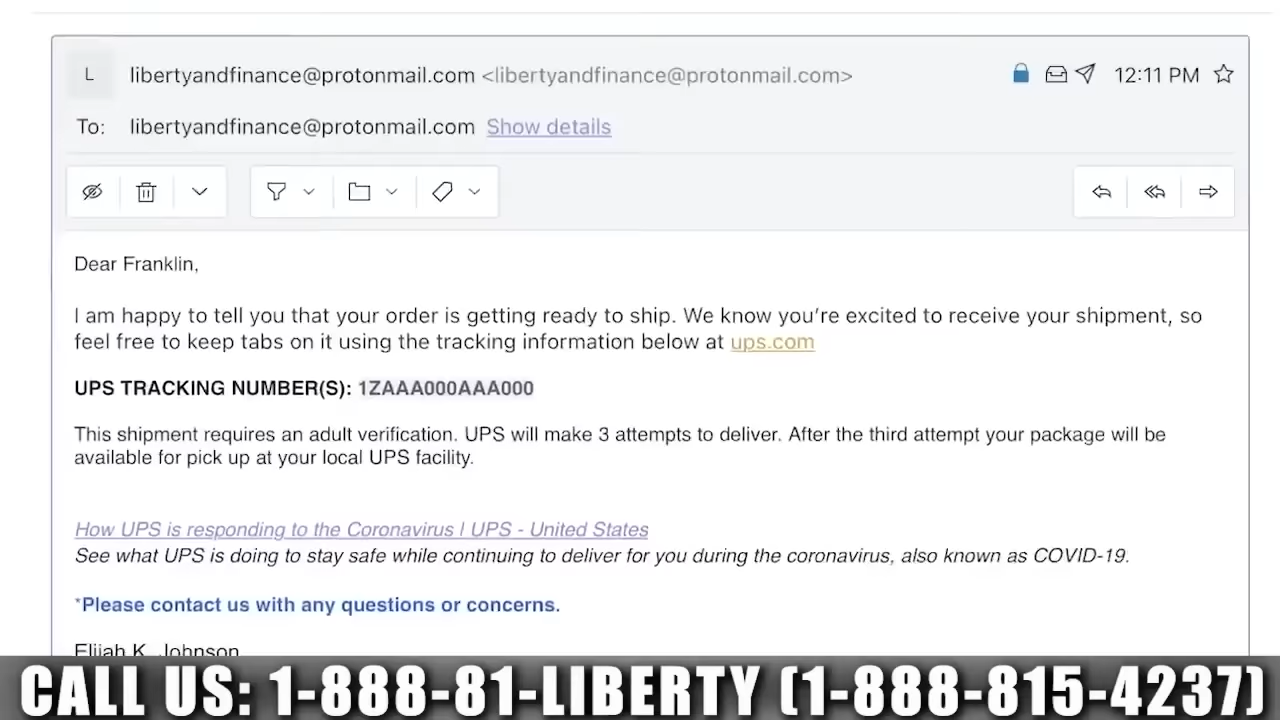 L libertyandfinance@protonmail.com <libertyandfinance@protonmail.com> 12:11 PM
To: libertyandfinance@protonmail.com Show details
Dear Franklin,
I am happy to tell you that your order is getting ready to ship. We know you’re excited to receive your shipment, so
feel free to keep tabs on it using the tracking information below at ups.com
UPS TRACKING NUMBER(S): 1ZAAA000AAA000
This shipment requires an adult verification. UPS will make 3 attempts to deliver. After the third attempt your package will be
available for pick up at your local UPS facility.
How UPS is responding to the Coronavirus | UPS - United States
See what UPS is doing to stay safe while continuing to deliver for you during the coronavirus, also known as COVID-19.
*Please contact us with any questions or concerns.
Elijah K. Johnson
CALL US: 1-888-81-LIBERTY (1-888-815-4237)